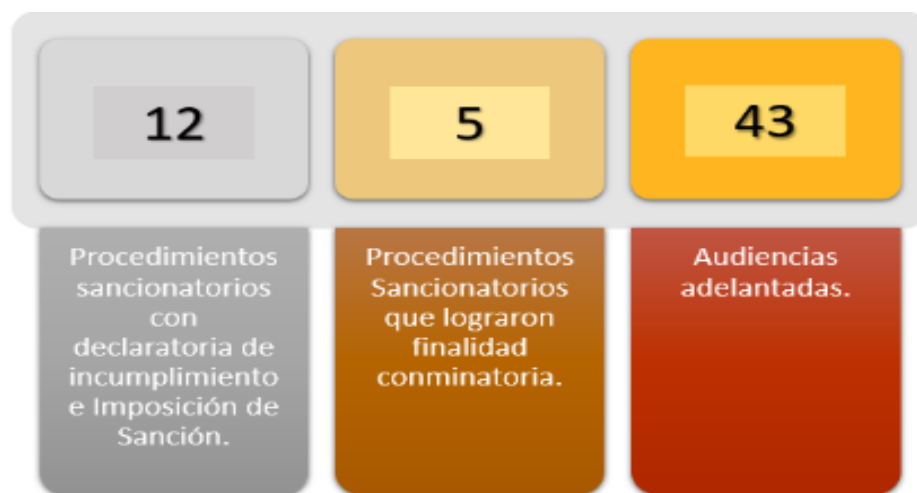 12
5
43
Procedimientos
sancionatorios
con
declaratoria de
incumplimiento
e Imposición de
Sanción.
Procedimientos
Sancionatorios
que lograron
finalidad
conminatoria.
Audiencias
adelantadas.